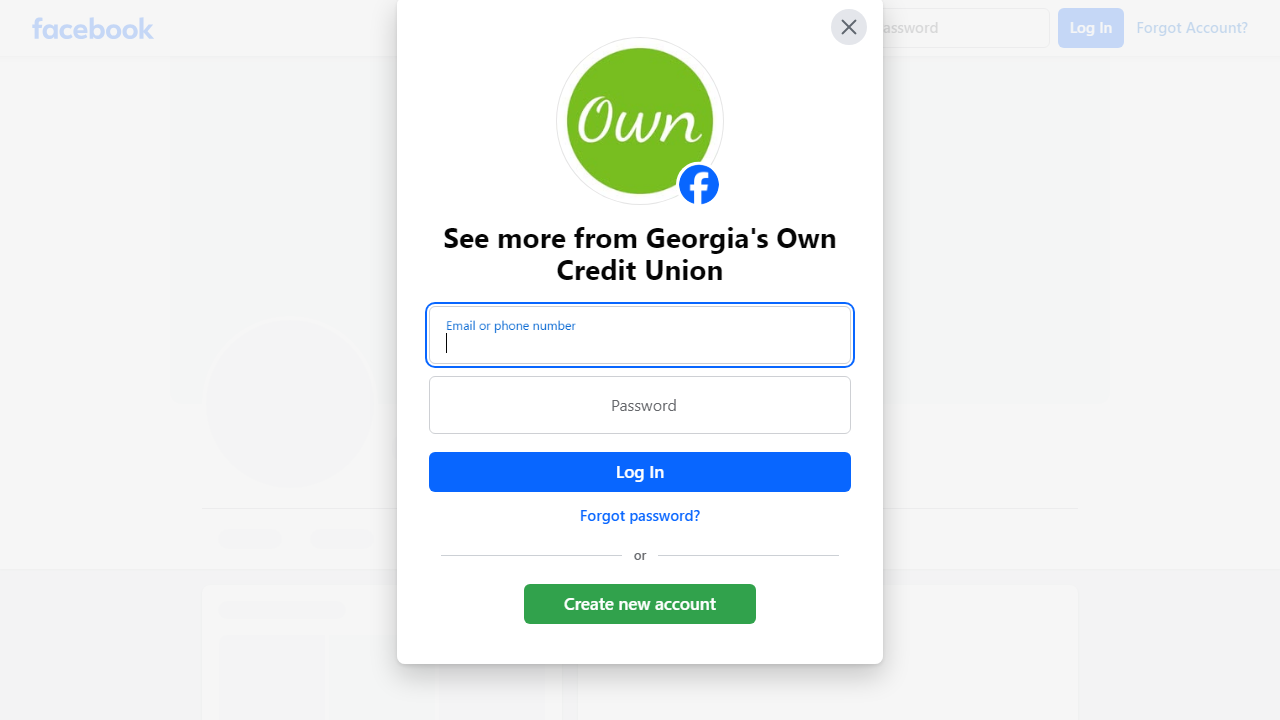 facebook
assword
Log In
Forgot Account?
Own
See more from Georgia's Own
Credit Union
Email or phone number
Password
Log In
Forgot password?
or
Create new account